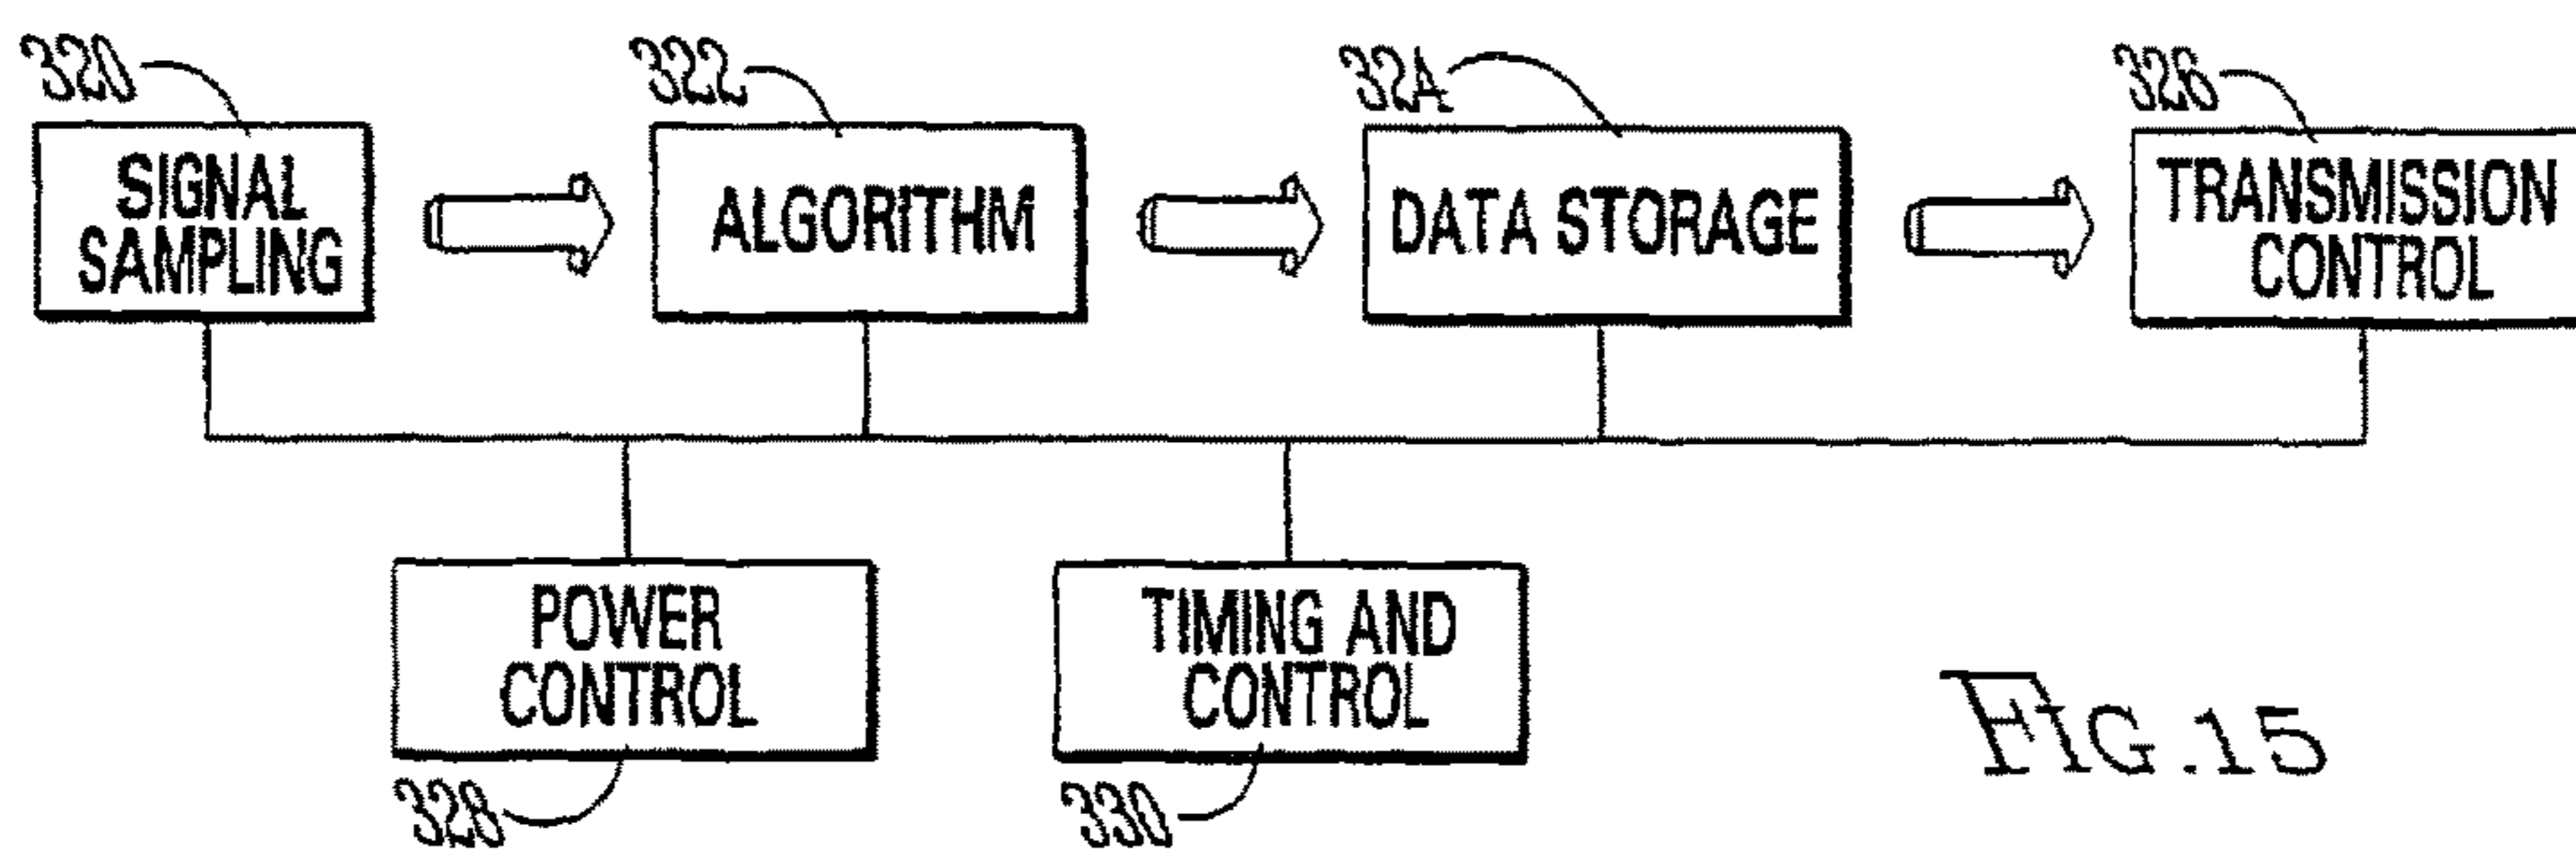 320
322
324
326
SIGNAL
SAMPLING
ALGORITHM
DATA STORAGE
TRANSMISSION
CONTROL
POWER
CONTROL
TIMING AND
CONTROL
328
330
FIG.15